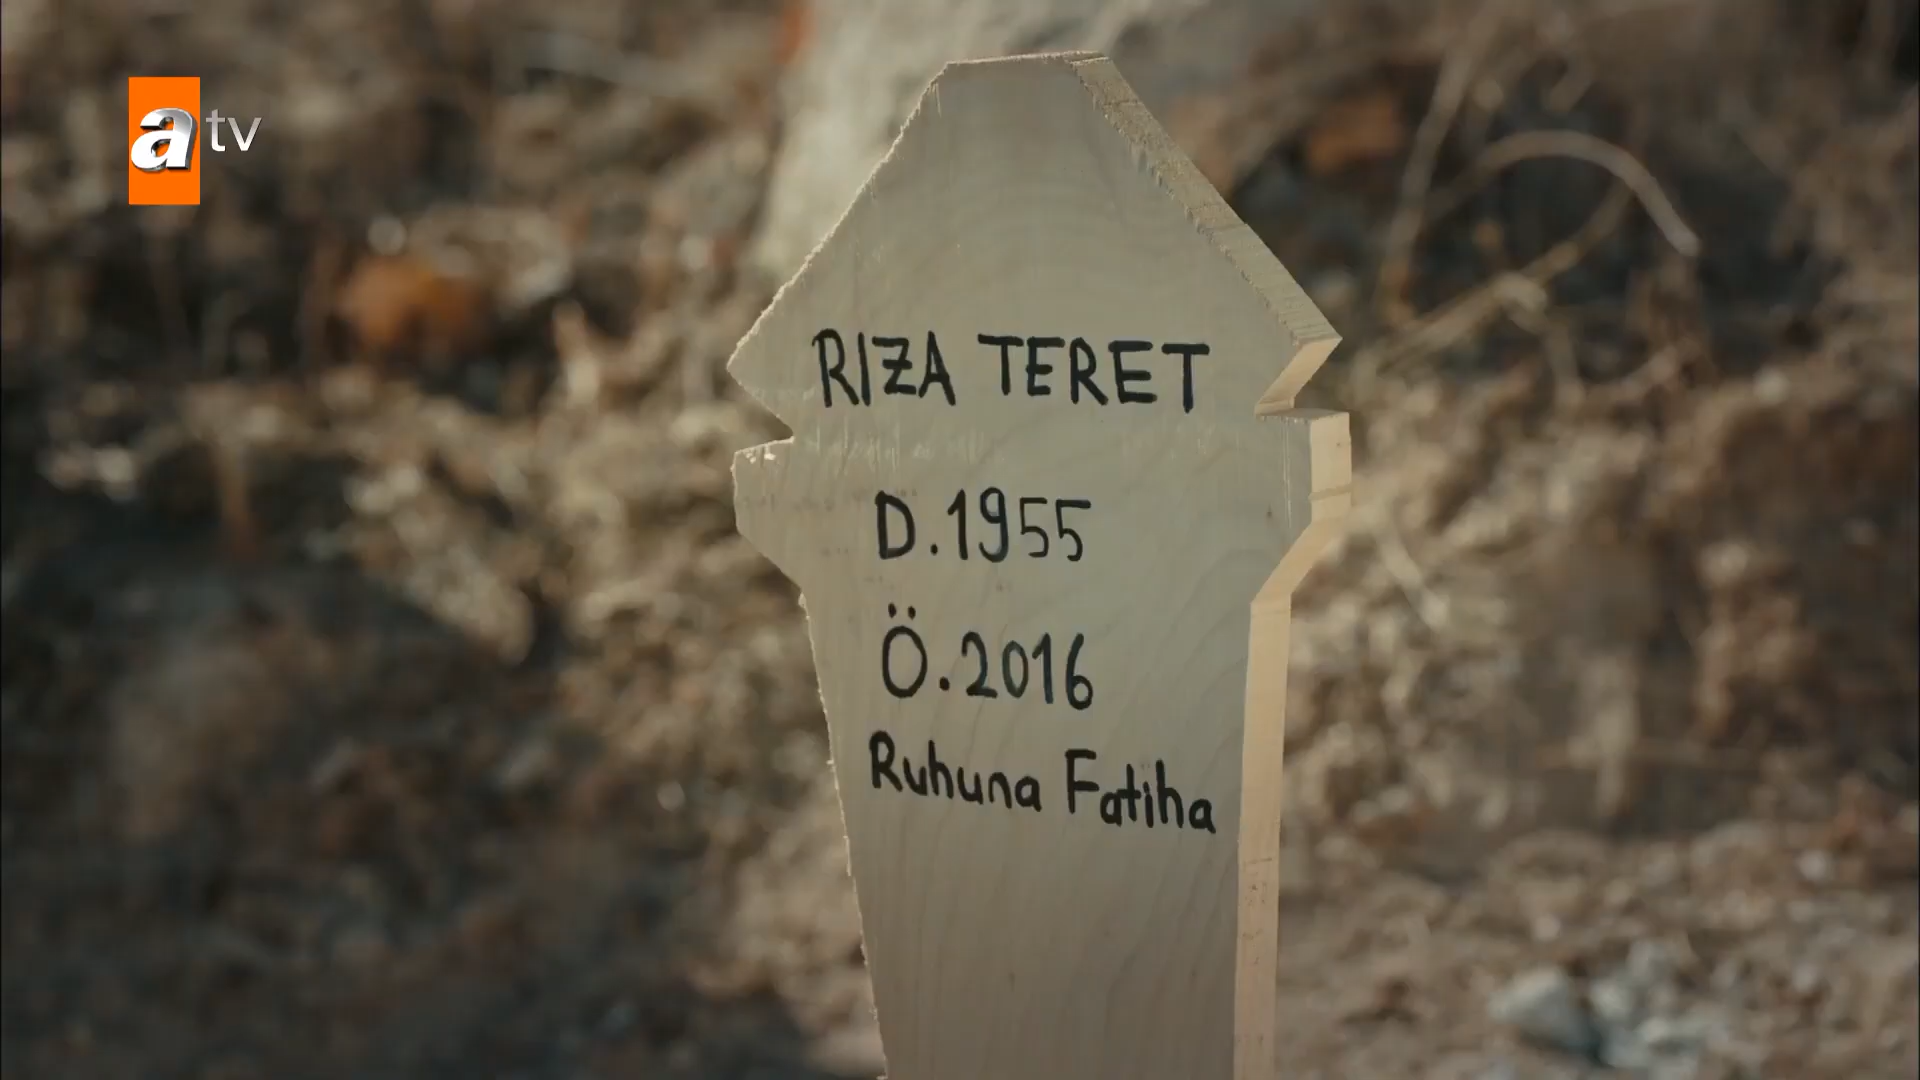 atv
RIZA TERET
D.1955
Ö.2016
Ruhuna Fatiha